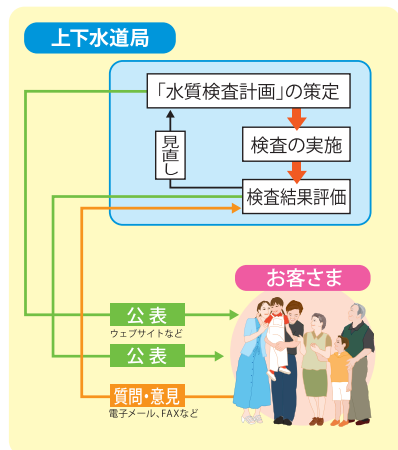 上下水道局
「水質検査計画」の策定
検査の実施
見直し
検査結果評価
お客さま
公表
ウェブサイトなど
公表
質問・意見
電子メール、FAXなど